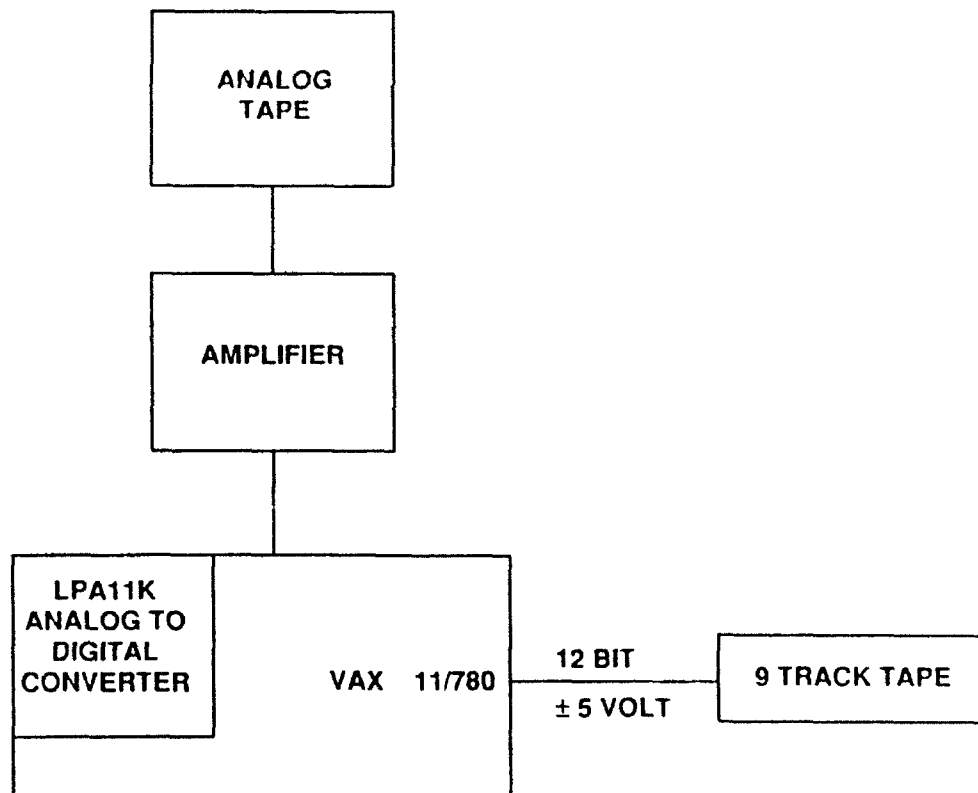 ANALOG
TAPE
AMPLIFIER
LPA11K
ANALOG TO
DIGITAL
CONVERTER
VAX 11/780
12 BIT
± 5 VOLT
9 TRACK TAPE